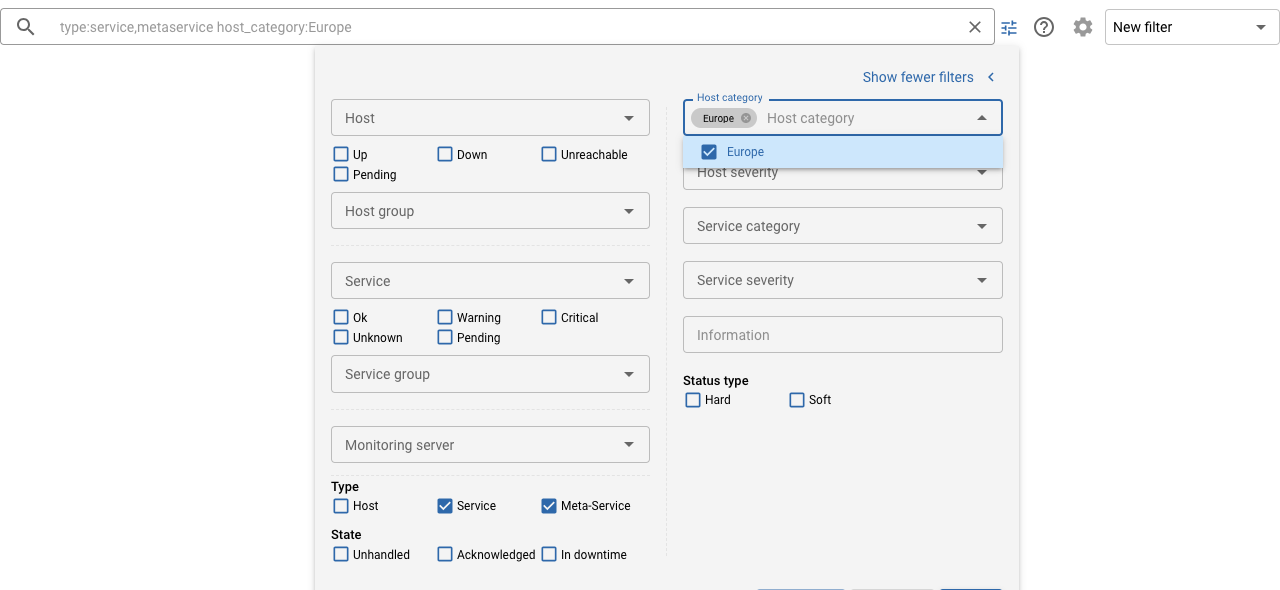 type:service,metaservice host_category:Europe
New filter
Show fewer filters
Host
Up
Down
Unreachable
Pending
Host group
Service
Ok
Warning
Critical
Unknown
Pending
Service group
Monitoring server
Type
Host
Service
Meta-Service
State
Unhandled
Acknowledged
In downtime
Host category
Europe
Host category
Europe
Host severity
Service category
Service severity
Information
Status type
Hard
Soft